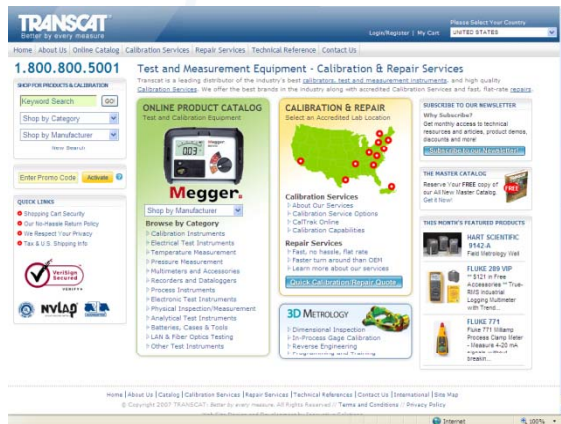 TRANSCAT
Better by every measure
Please Select Your Country
Login/Register | My Cart
UNITED STATES
Home | About Us | Online Catalog | Calibration Services | Repair Services | Technical Reference | Contact Us
1.800.800.5001
SHOP FOR PRODUCTS & CALIBRATION
Keyword Search
GO
Shop by Category
Shop by Manufacturer
New Search
Enter Promo Code
Activate
QUICK LINKS
Shopping Cart Security
Our No-Hassle Return Policy
We Respect Your Privacy
Tax & U.S. Shipping Info
VeriSign
Secured
VERIFY
NVLAP
Test and Measurement Equipment - Calibration & Repair Services
Transcat is a leading distributor of the industry's best calibrators, test and measurement instruments, and high quality
Calibration Services. We offer the best brands in the industry along with accredited Calibration Services and fast, flat-rate repairs.
ONLINE PRODUCT CATALOG
Test and Calibration Equipment
Megger.
Shop by Manufacturer
Browse by Category
Calibration Instruments
Electrical Test Instruments
Temperature Measurement
Pressure Measurement
Multimeters and Accessories
Recorders and Dataloggers
Process Instruments
Electronic Test Instruments
Physical Inspection/Measurement
Analytical Test Instruments
Batteries, Cases & Tools
LAN & Fiber Optics Testing
Other Test Instruments
CALIBRATION & REPAIR
Select an Accredited Lab Location
Calibration Services
About Our Services
Calibration Service Options
CalTrak Online
Calibration Capabilities
Repair Services
Fast, no hassle, flat rate
Faster turn around than OEM
Learn more about our services
Quick Calibration/Repair Quote
3D METROLOGY
Dimensional Inspection
In-Process Gage Calibration
Reverse Engineering
Programming and Training
SUBSCRIBE TO OUR NEWSLETTER
Why Subscribe?
Get monthly access to technical
resources and articles, product demos,
discounts and more!
Subscribe to our Newsletter!
THE MASTER CATALOG
Reserve Your FREE copy of
our All New Master Catalog.
Get it Now!
FREE
THIS MONTH'S FEATURED PRODUCTS
HART SCIENTIFIC
9142-A
Field Metrology Well
FLUKE 289 VIP
** $121 in Free
Accessories ** True-
RMS Industrial
Logging Multimeter
with Trend...
FLUKE 771
Fluke 771 Milliamp
Process Clamp Meter
- Measure 4-20 mA
signals without
breakin...
Home | About Us | Catalog | Calibration Services | Repair Services | Technical References | Contact Us | International | Site Map
© Copyright 2007 TRANSCAT: Better by every measure. All Rights Reserved // Terms and Conditions // Privacy Policy
Internet
100%